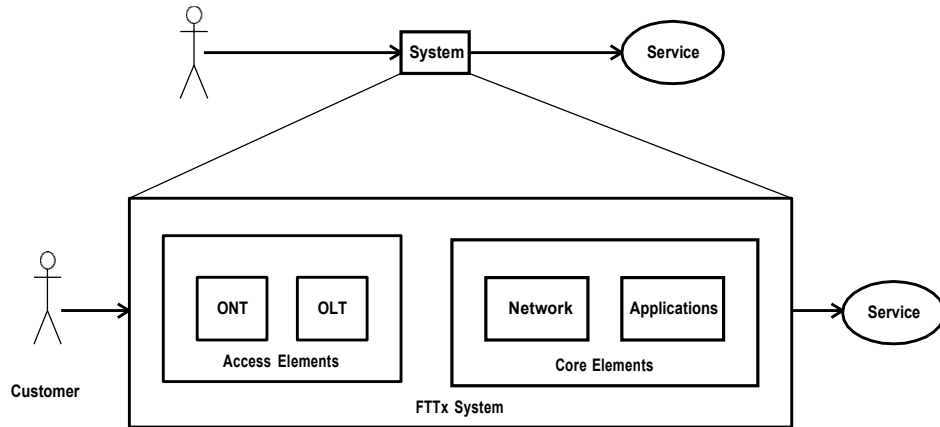 System
Service
ONT
OLT
Network
Applications
Service
Access Elements
Core Elements
Customer
FTTx System